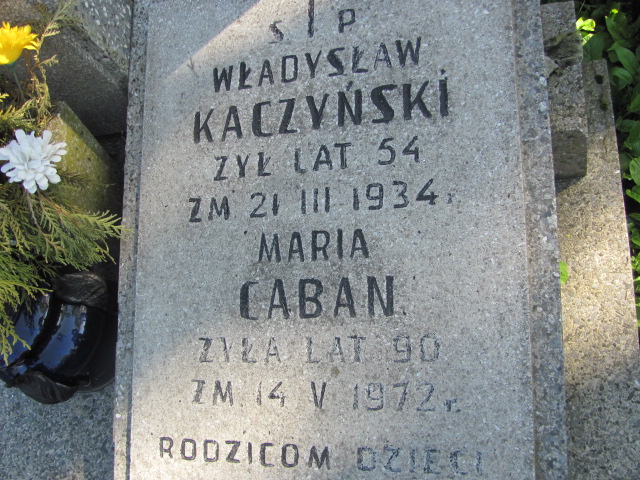 Ś P
WŁADYSŁAW
KACZYŃSKI
ŻYŁ LAT 54
ZM 21 III 1934 r.
MARIA
CABAN.
ŻYŁA LAT 90
ZM 14 V 1972 r.
RODZICOM DZIECI